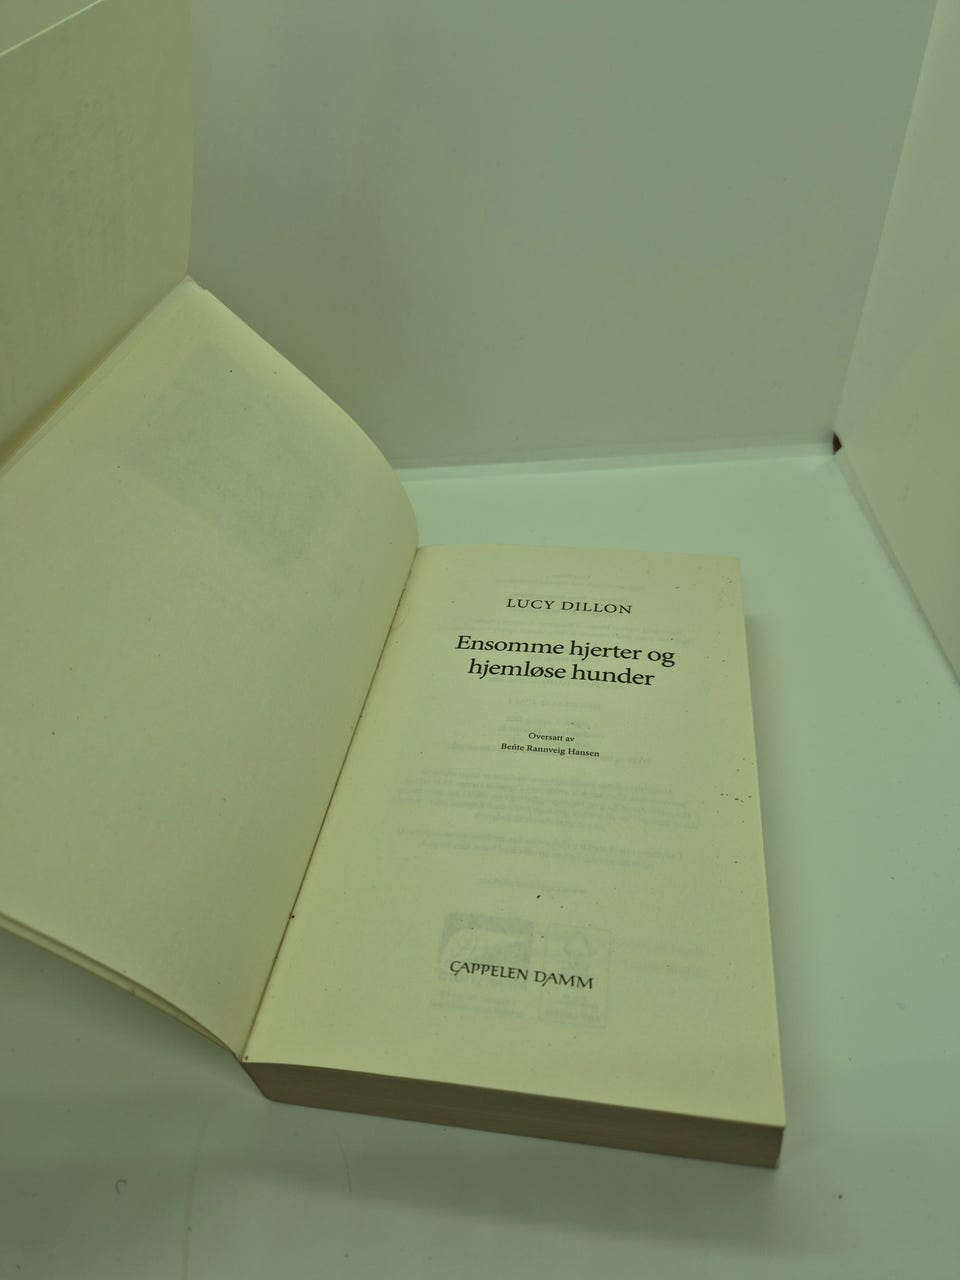 LUCY DILLON
Ensomme hjerter og
hjemløse hunder
Oversatt av
Bente Rannveig Hansen
CAPPELEN DAMM